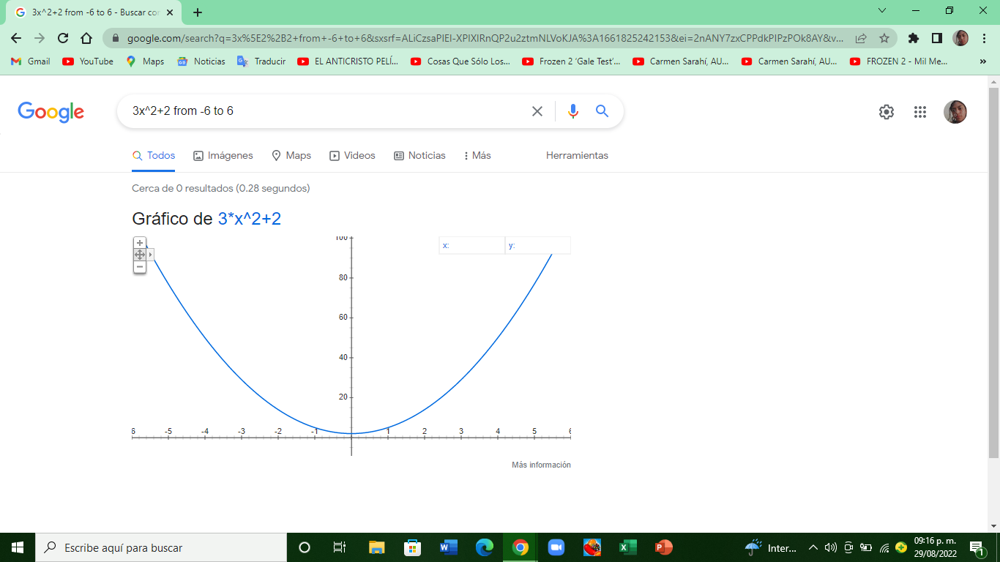 3x^2+2 from -6 to 6 - Buscar con
google.com/search?q=3x%5E2%2B2+from+-6+to+6&sxsrf=ALiCzsaPIEI-XPIXIRnQP2u2ztmNLVoKJA%3A1661825242153&ei=2nANY7zxCPPdkPIPzPOk8AY&v...
Gmail YouTube Maps Noticias Traducir EL ANTICRISTO PELÍ... Cosas Que Sólo Los... Frozen 2 'Gale Test'... Carmen Sarahí, AU... Carmen Sarahí, AU... FROZEN 2 - Mil Me... »
Google
3x^2+2 from -6 to 6
Todos Imágenes Maps Videos Noticias Más Herramientas
Cerca de 0 resultados (0.28 segundos)
Gráfico de 3*x^2+2
100 x: y:
80
60
40
20
6 -5 -4 -3 -2 -1 1 2 3 4 5 6
Más información
Escribe aquí para buscar
Inter...
09:16 p. m.
29/08/2022
1